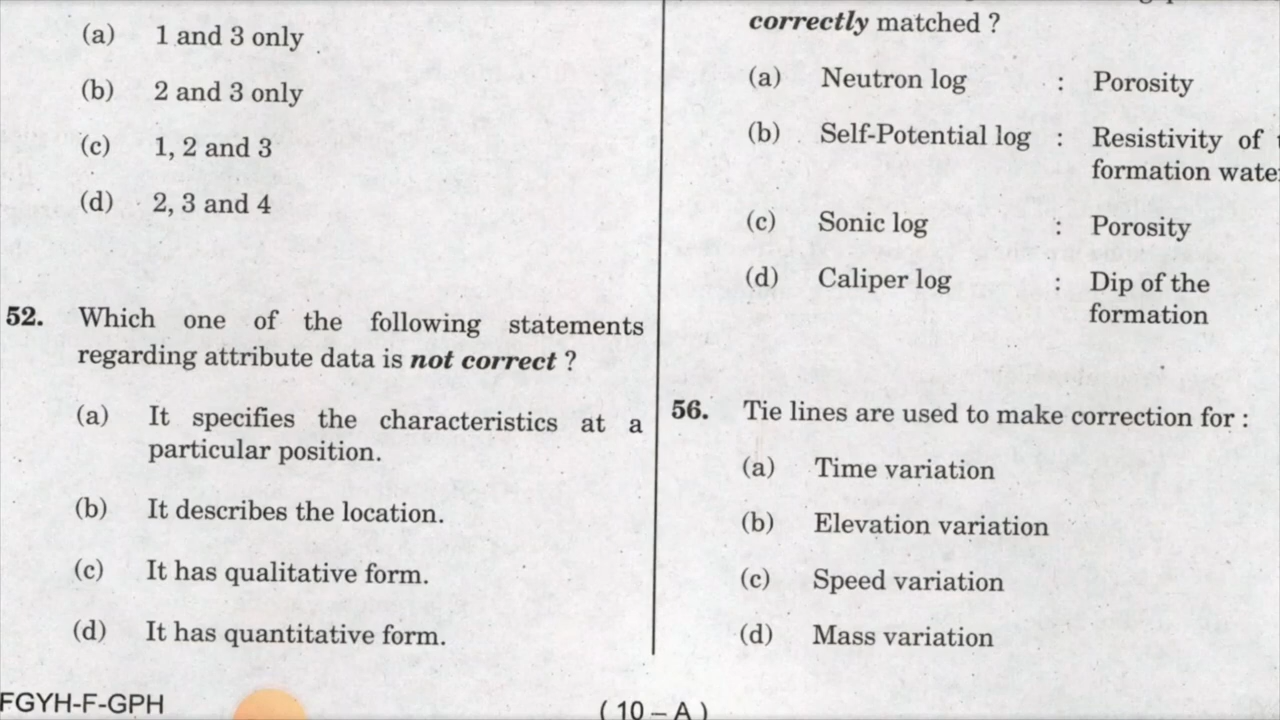 (a) 1 and 3 only
(b) 2 and 3 only
(c) 1, 2 and 3
(d) 2, 3 and 4
52. Which one of the following statements
regarding attribute data is not correct ?
(a) It specifies the characteristics at a
particular position.
(b) It describes the location.
(c) It has qualitative form.
(d) It has quantitative form.
correctly matched ?
(a) Neutron log : Porosity
(b) Self-Potential log : Resistivity of
formation
(c) Sonic log : Porosity
(d) Caliper log : Dip of the
formation
56. Tie lines are used to make correction for :
(a) Time variation
(b) Elevation variation
(c) Speed variation
(d) Mass variation
FGYH-F-GPH
( 10 – A )